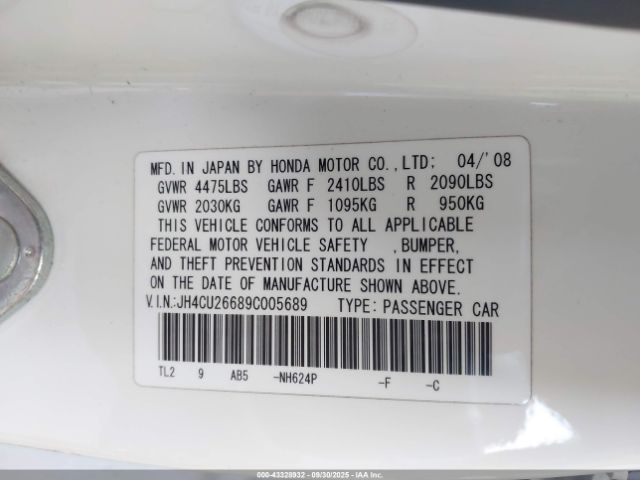 MFD. IN JAPAN BY HONDA MOTOR CO.,LTD: 04/'08
GVWR 4475LBS GAWR F 2410LBS R 2090LBS
GVWR 2030KG GAWR F 1095KG R 950KG
THIS VEHICLE CONFORMS TO ALL APPLICABLE
FEDERAL MOTOR VEHICLE SAFETY ,BUMPER,
AND THEFT PREVENTION STANDARDS IN EFFECT
ON THE DATE OF MANUFACTURE SHOWN ABOVE.
V.I.N:JH4CU26689C005689 TYPE: PASSENGER CAR
TL2 9 AB5 -NH624P -F -C
000-43328932 - 09/30/2025 - IAA Holdings, LLC.